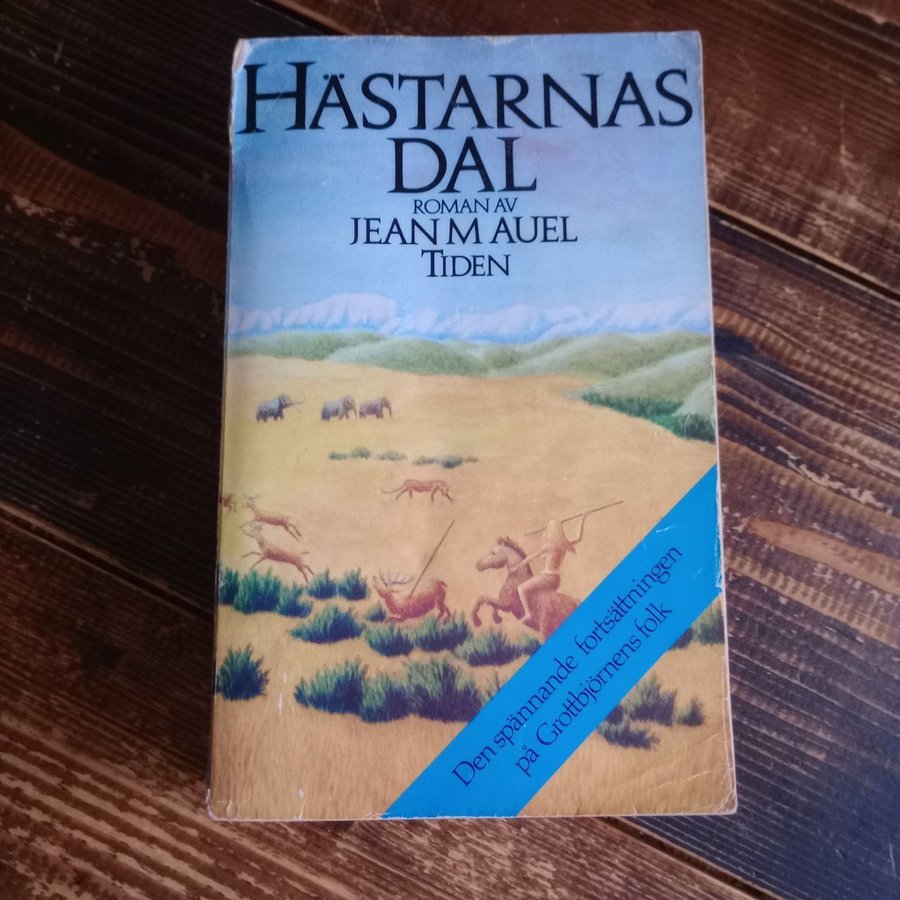 HÄSTARNAS
DAL
ROMAN AV
JEAN M AUEL
TIDEN
Den spännande fortsättningen
på Grottbjörnens folk